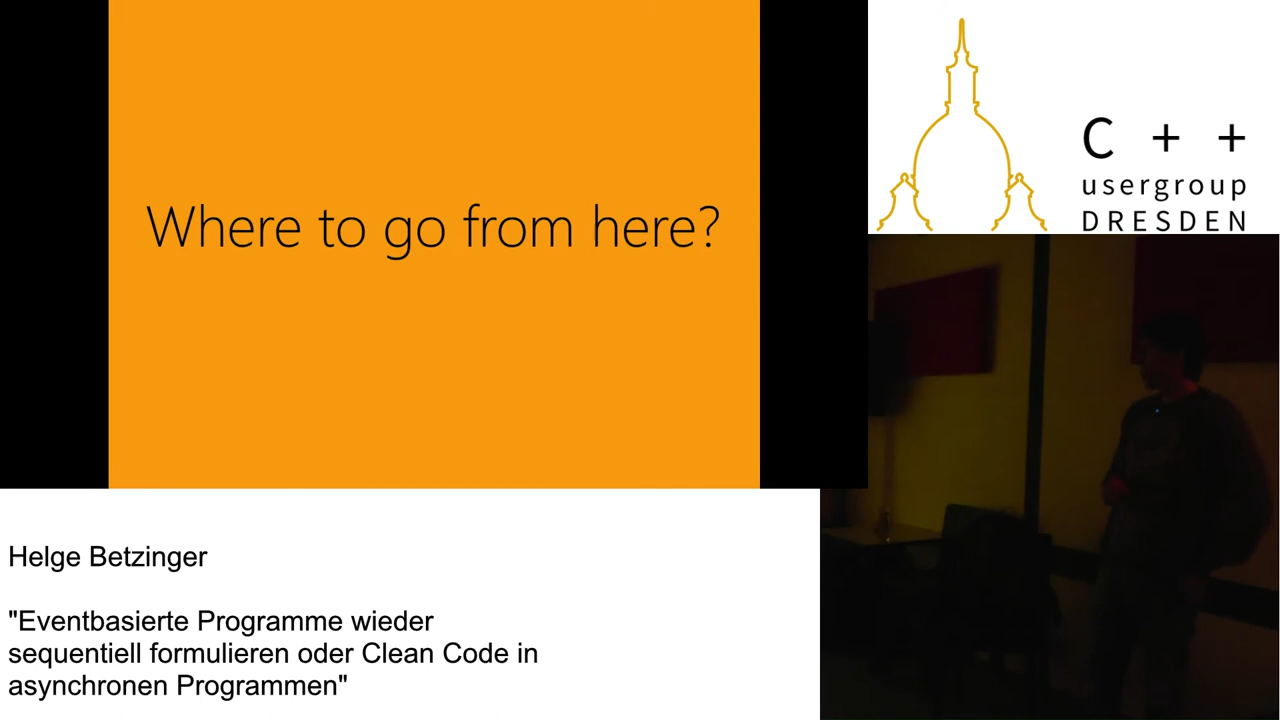 Where to go from here?
C + +
usergroup
DRESDEN
Helge Betzinger
"Eventbasierte Programme wieder
sequentiell formulieren oder Clean Code in
asynchronen Programmen"